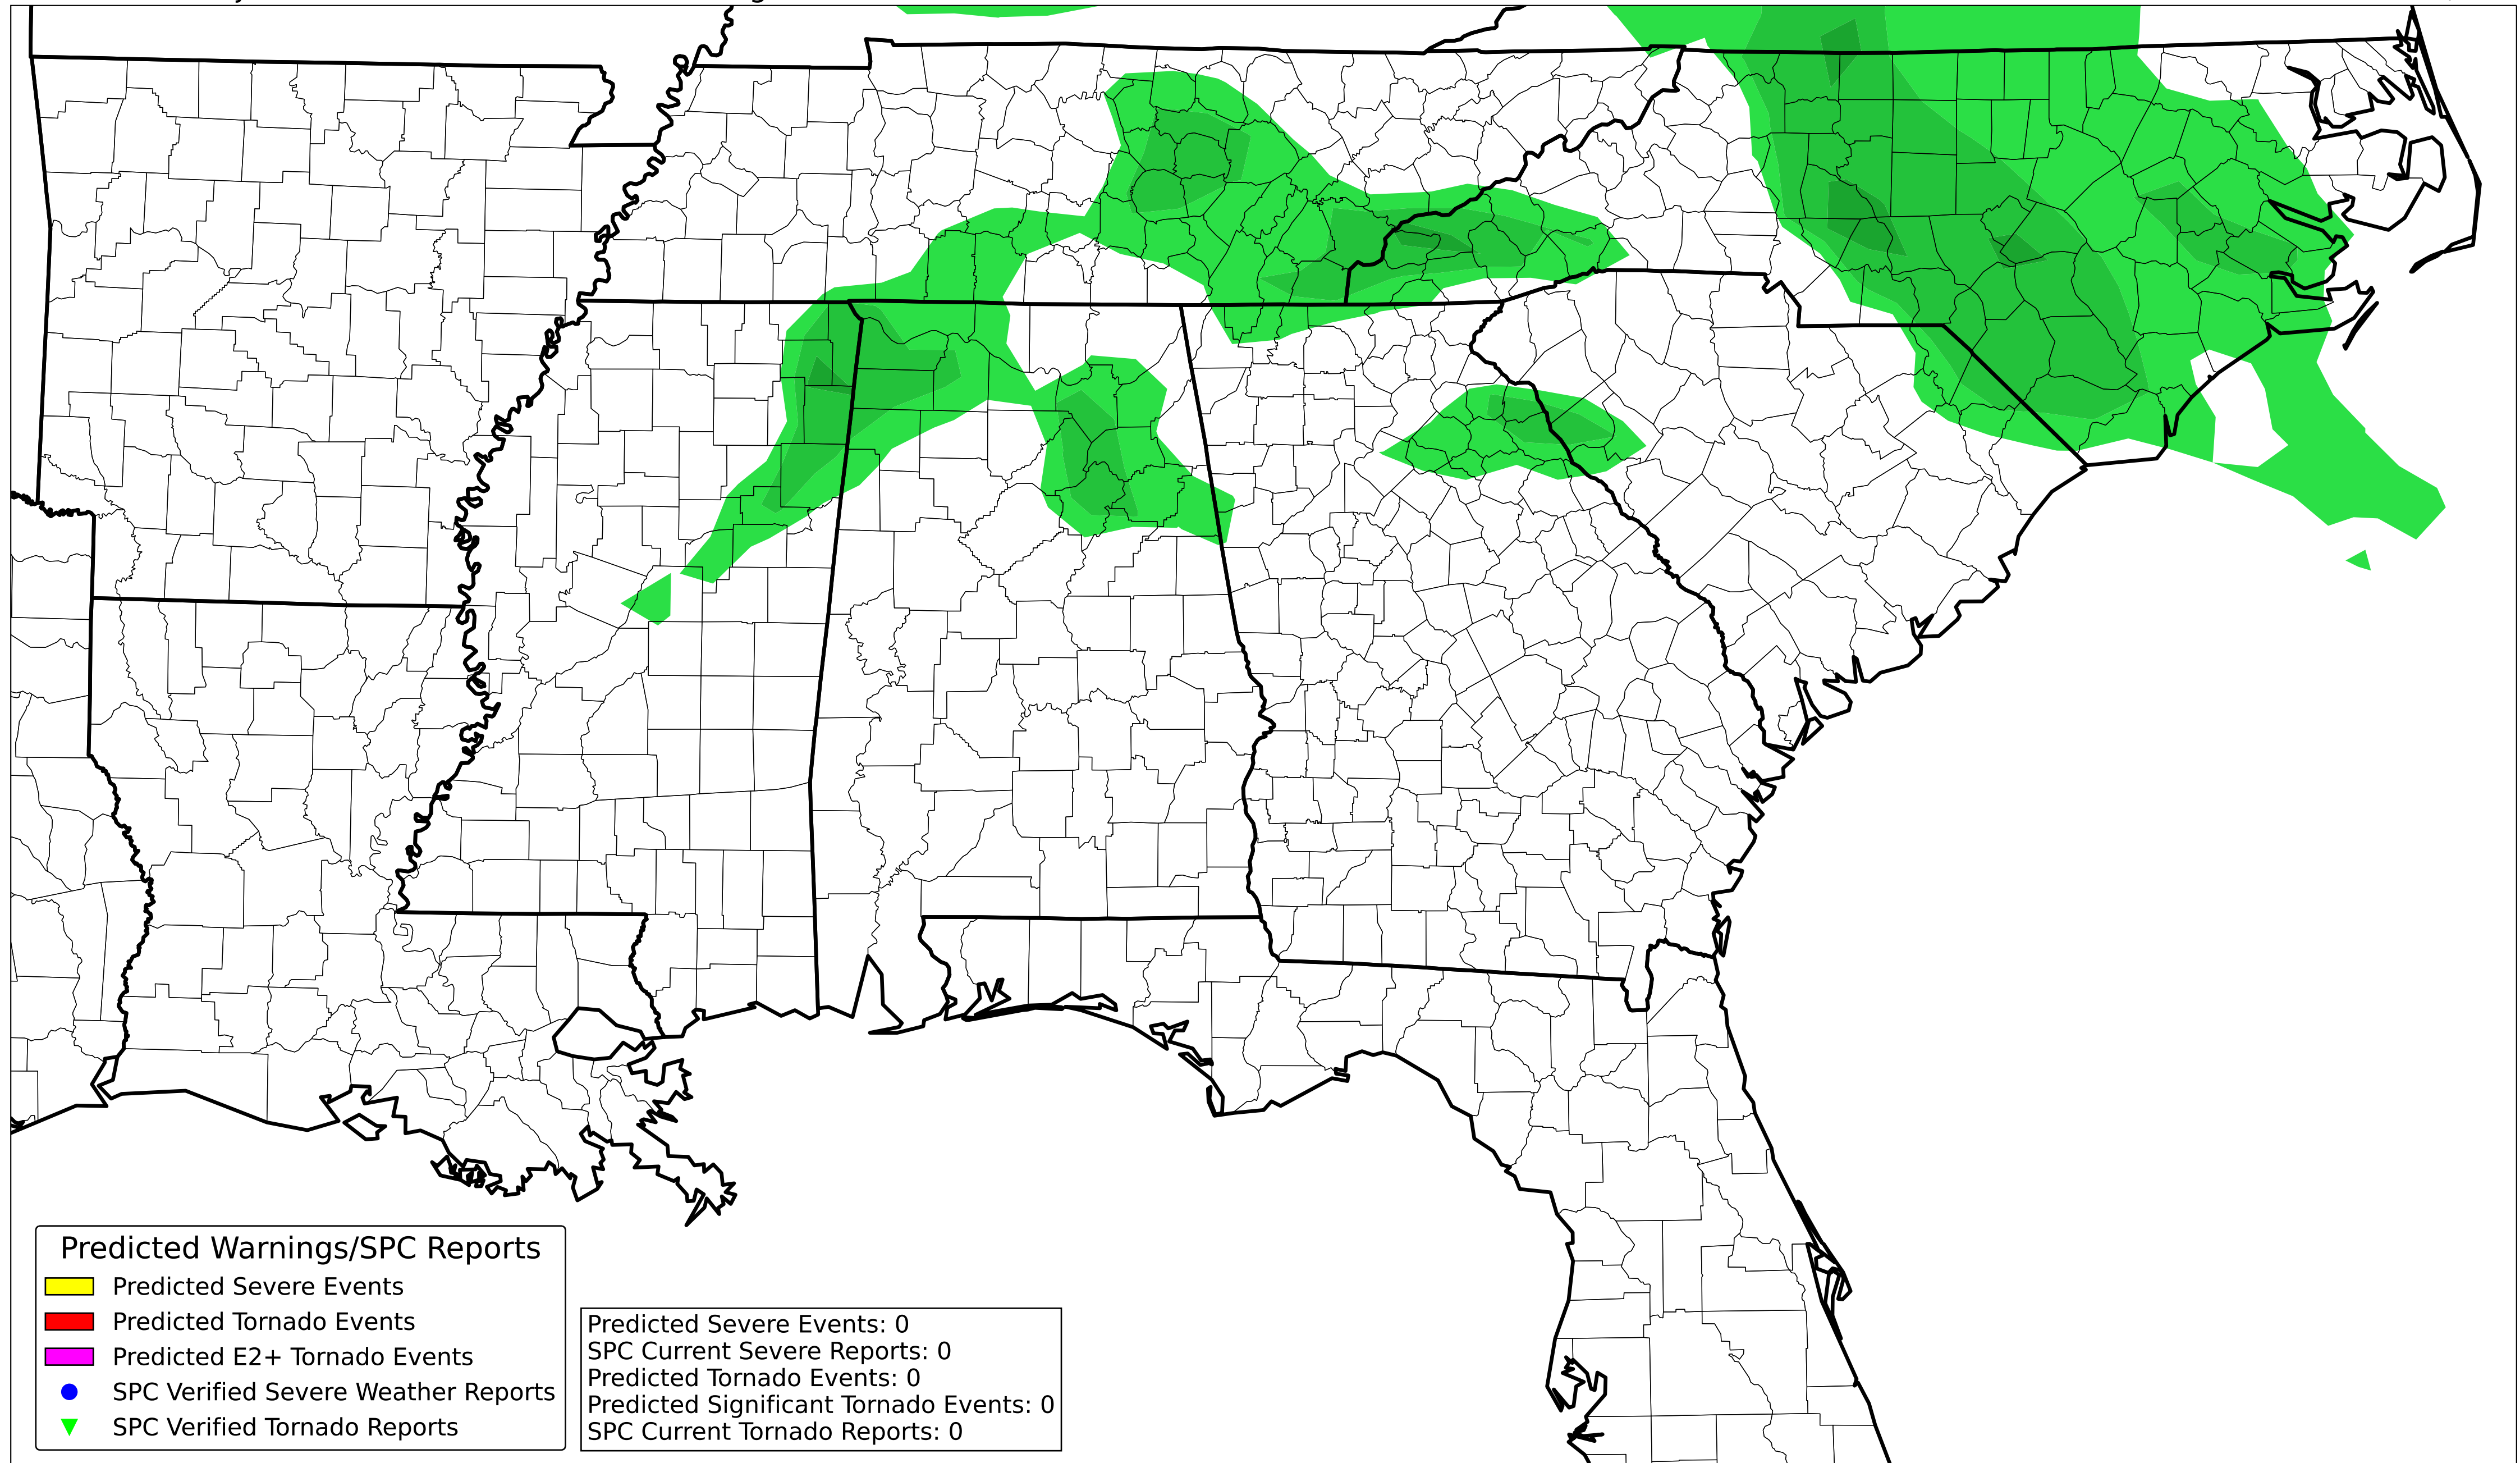 Predicted Warnings/SPC Reports
Predicted Severe Events
Predicted Tornado Events
Predicted E2+ Tornado Events
SPC Verified Severe Weather Reports
SPC Verified Tornado Reports
Predicted Severe Events: 0
SPC Current Severe Reports: 0
Predicted Tornado Events: 0
Predicted Significant Tornado Events: 0
SPC Current Tornado Reports: 0